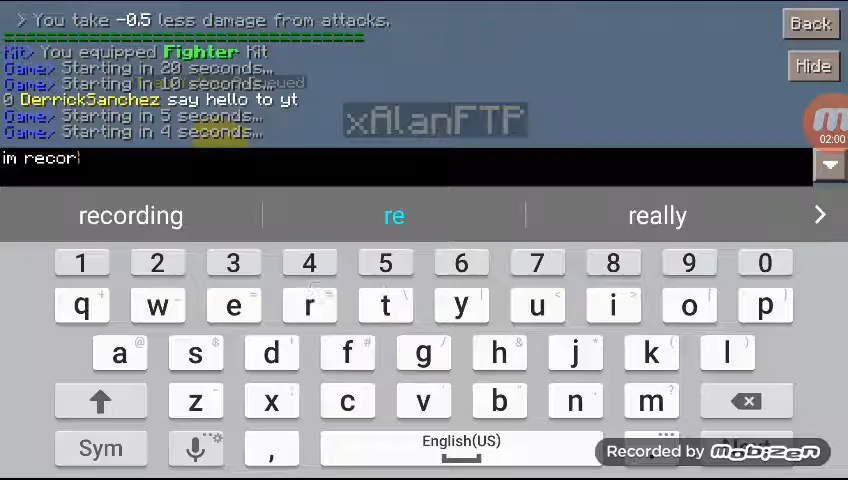 > You take -0.5 less damage from attacks.
Back
Kit> You equipped Fighter Kit
Game> Starting in 20 seconds...
Hide
Game> Starting in 10 seconds...
0 DerrickSanchez say hello to yt
xAlanFTP
Game> Starting in 5 seconds...
Game> Starting in 4 seconds...
02:00
im recor
recording re really >
1 2 3 4 5 6 7 8 9 0
q w e r t y u i o p
a s d f g h j k l
z x c v b n m
Sym , English(US)
Recorded by mobizen